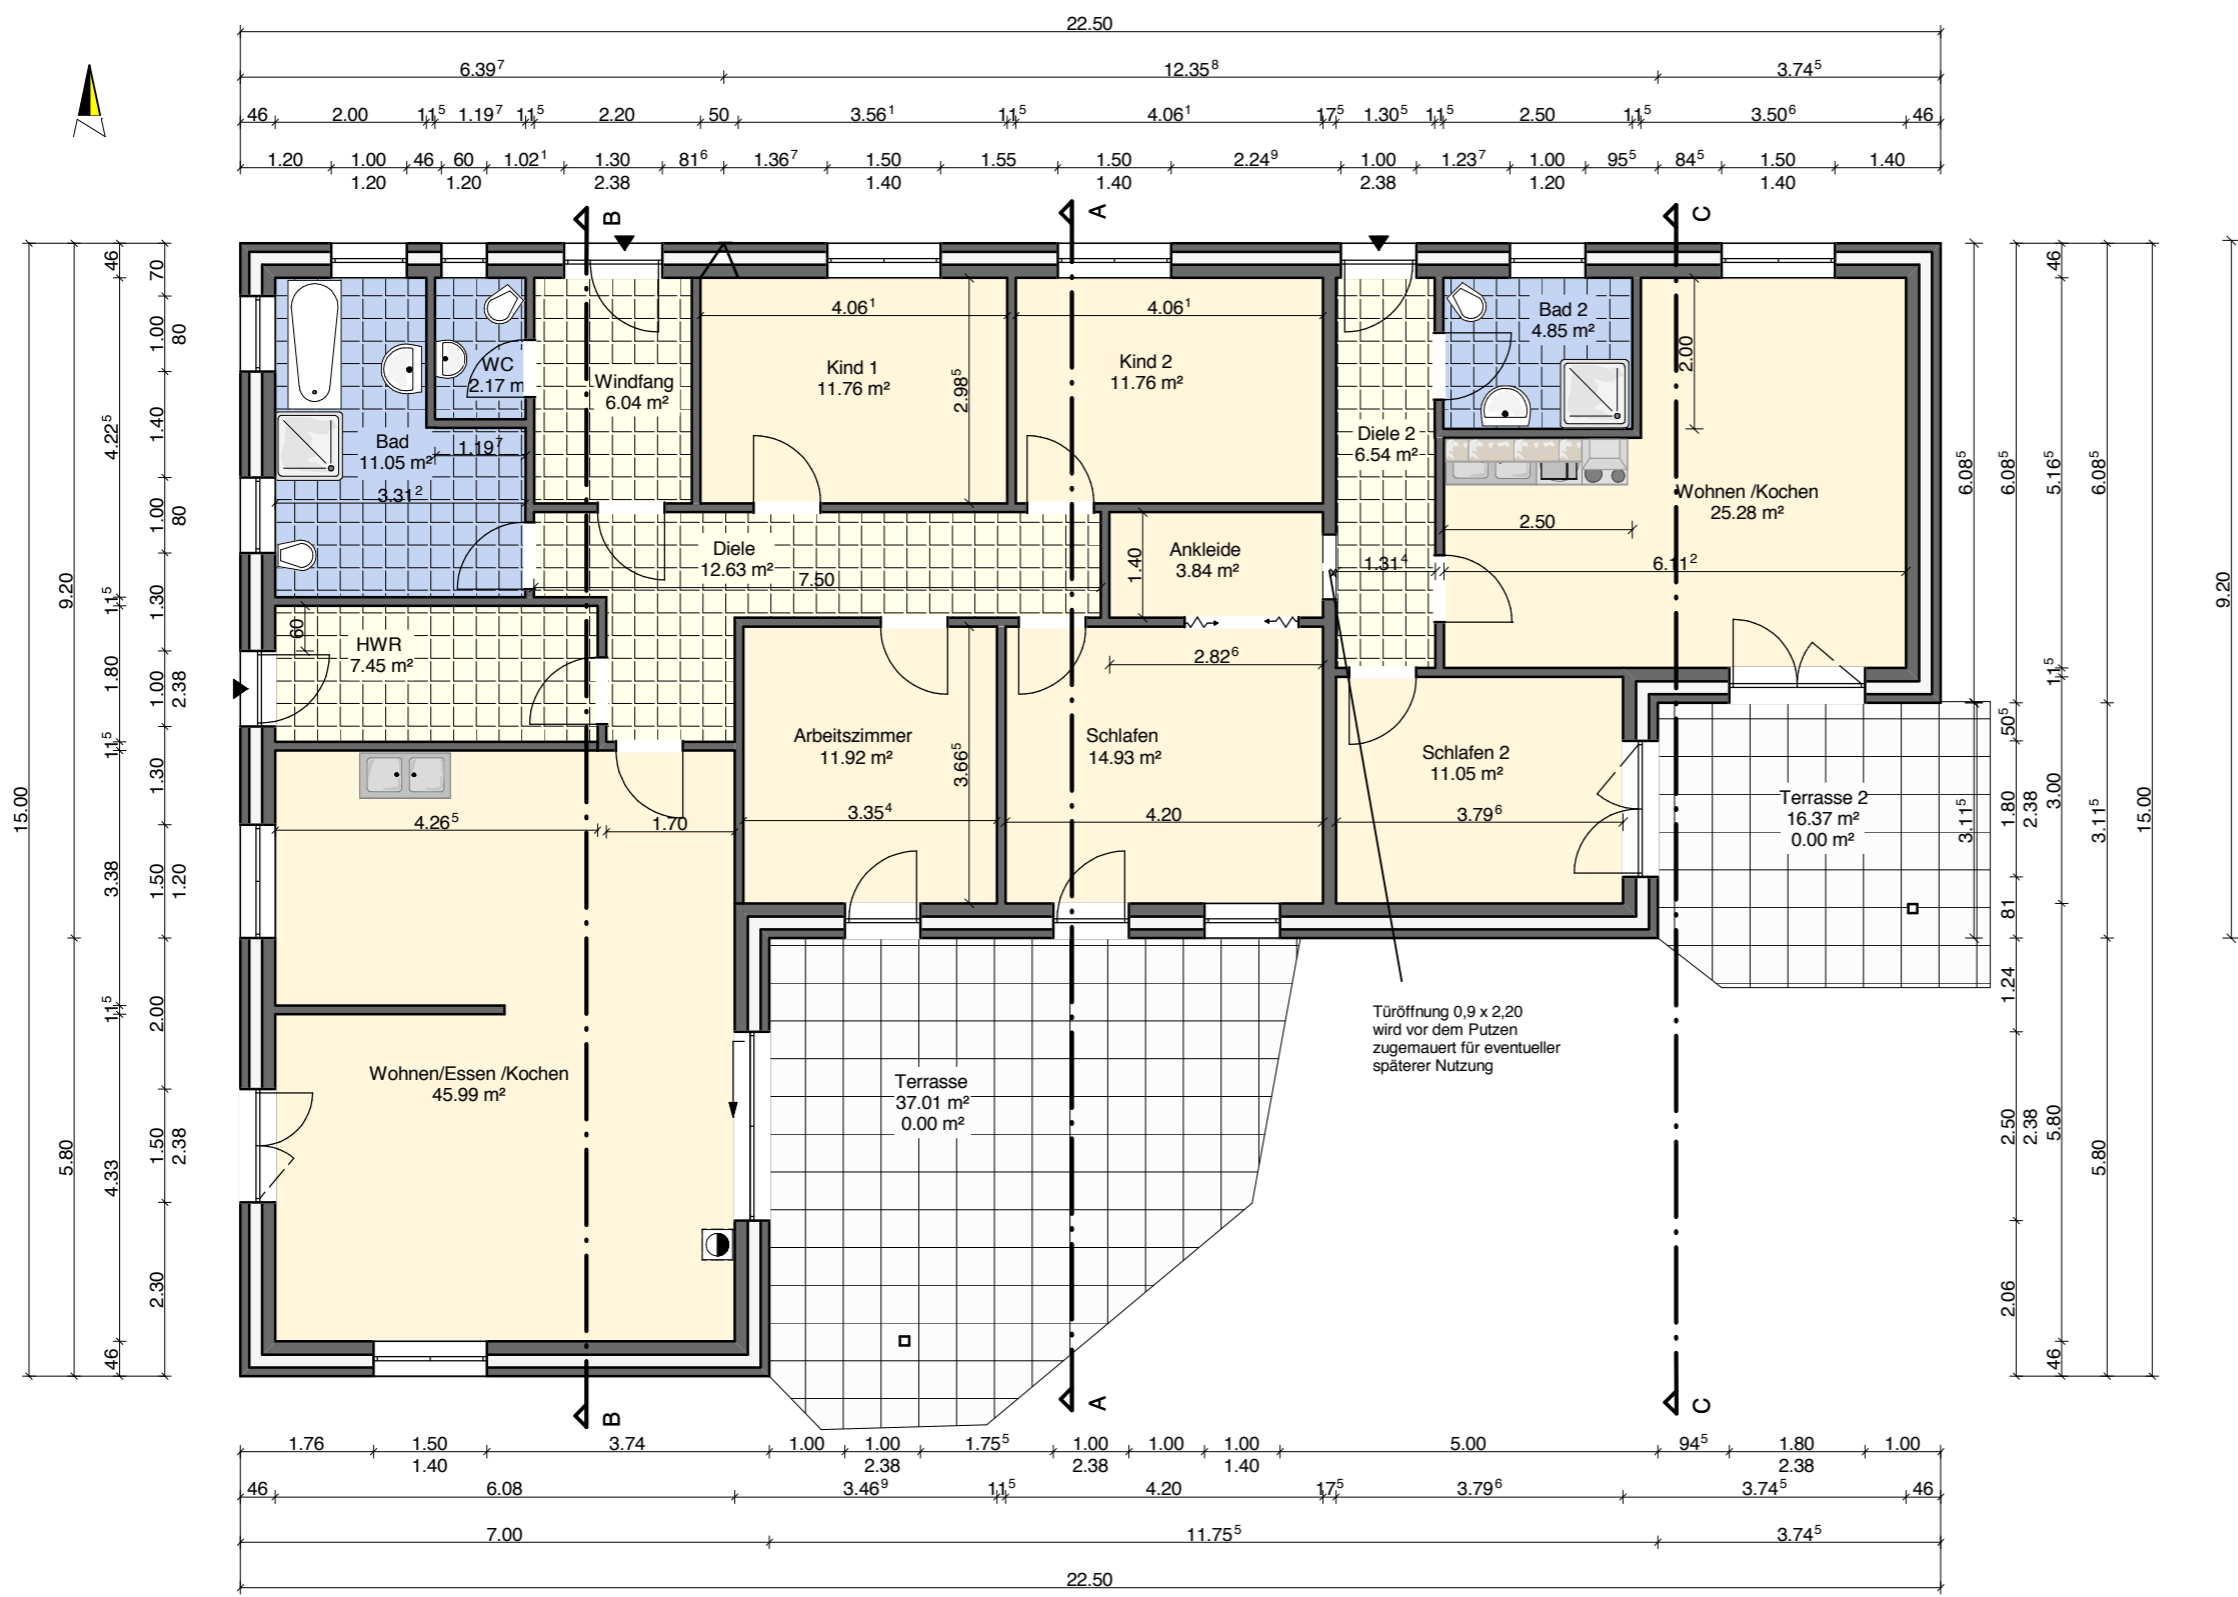 22.50
6.39⁷ 12.35⁸ 3.74⁵
46 2.00 11⁵ 1.19⁷ 11⁵ 2.20 50 3.56¹ 11⁵ 4.06¹ 17⁵ 1.30⁵ 11⁵ 2.50 11⁵ 3.50⁶ 46
1.20 1.00 46 60 1.02¹ 1.30 81⁶ 1.36⁷ 1.50 1.55 1.50 2.24⁹ 1.00 1.23⁷ 1.00 95⁵ 84⁵ 1.50 1.40
1.20 1.20 2.38 1.40 1.40 2.38 1.20 1.40
N
B A C
15.00
9.20 5.80
46 4.22⁵ 11⁵ 1.80 11⁵ 3.38 11⁵ 4.33 46
70 1.00 1.40 1.00 1.30 1.00 1.30 1.50 2.00 1.50 2.30
80 80 2.38 1.20 2.38
Bad
11.05 m²
3.31²
1.19⁷
WC
2.17 m
Windfang
6.04 m²
4.06¹
Kind 1
11.76 m²
2.98⁵
4.06¹
Kind 2
11.76 m²
Diele 2
6.54 m²
1.31⁴
Bad 2
4.85 m²
2.00
Wohnen /Kochen
25.28 m²
2.50
6.11²
Diele
12.63 m²
7.50
1.40
Ankleide
3.84 m²
60
HWR
7.45 m²
2.82⁶
Arbeitszimmer
11.92 m²
3.66⁵
3.35⁴
Schlafen
14.93 m²
4.20
Schlafen 2
11.05 m²
3.79⁶
Terrasse 2
16.37 m²
0.00 m²
4.26⁵ 1.70
Wohnen/Essen /Kochen
45.99 m²
Terrasse
37.01 m²
0.00 m²
Türöffnung 0,9 x 2,20
wird vor dem Putzen
zugemauert für eventueller
späterer Nutzung
6.08⁵ 3.11⁵
6.08⁵ 50⁵ 1.80 81 1.24 2.50 2.06
2.38 2.38
46 5.16⁵ 11⁵ 3.00 5.80 46
6.08⁵ 3.11⁵ 5.80
15.00
9.20
B A C
1.76 1.50 3.74 1.00 1.00 1.75⁵ 1.00 1.00 1.00 5.00 94⁵ 1.80 1.00
1.40 2.38 2.38 1.40 2.38
46 6.08 3.46⁹ 11⁵ 4.20 17⁵ 3.79⁶ 3.74⁵ 46
7.00 11.75⁵ 3.74⁵
22.50